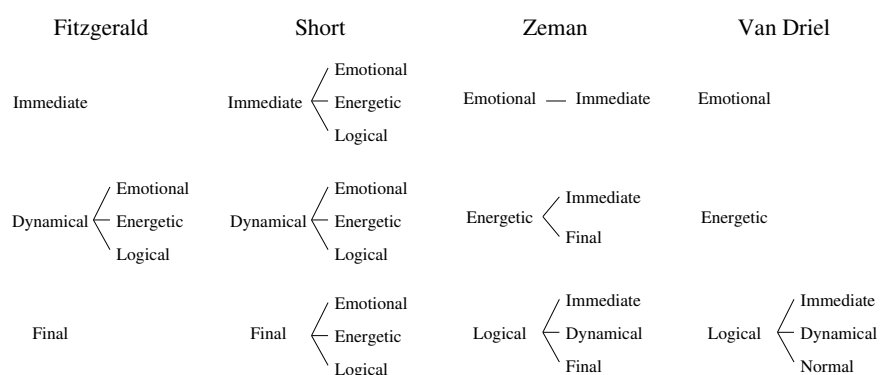 Fitzgerald Short Zeman Van Driel
Emotional
Immediate Immediate Energetic Emotional Immediate Emotional
Logical
Emotional Emotional
Immediate
Dynamical Energetic Dynamical Energetic Energetic Energetic
Final
Logical Logical
Emotional Immediate Immediate
Final Final Energetic Logical Dynamical Logical Dynamical
Logical Final Normal